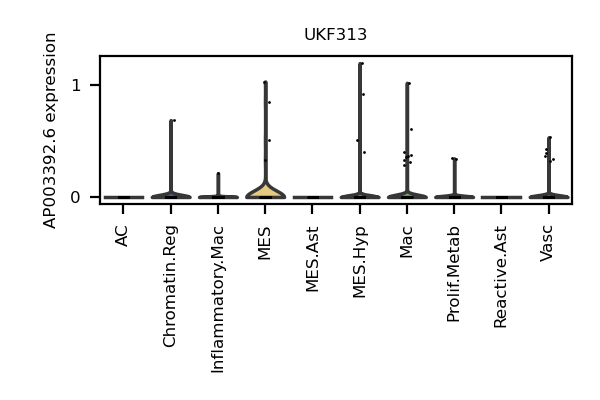 UKF313
AP003392.6 expression
1
0
AC
Chromatin.Reg
Inflammatory.Mac
MES
MES.Ast
MES.Hyp
Mac
Prolif.Metab
Reactive.Ast
Vasc